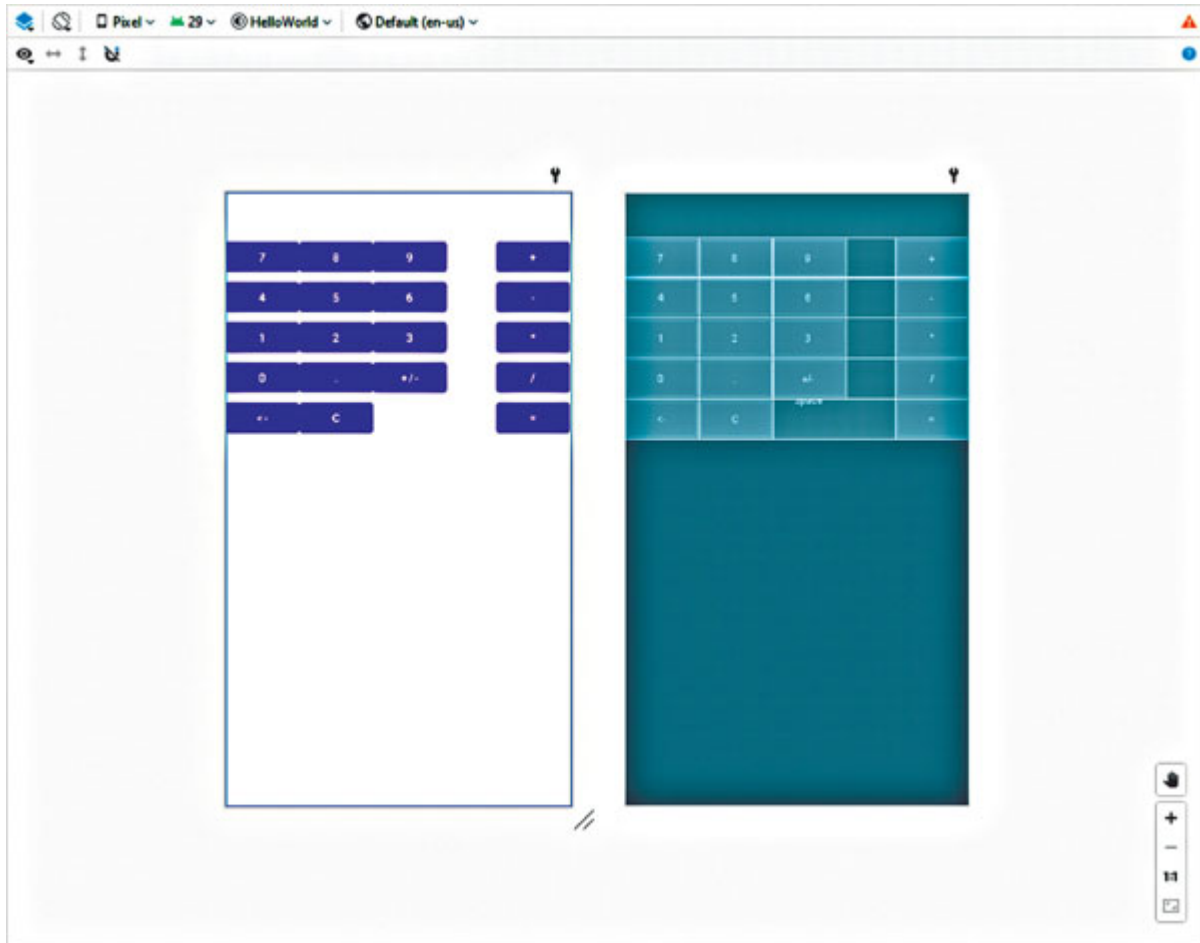 Pixel 29 HelloWorld Default (en-us)
7 8 9 +
4 5 6 -
1 2 3 *
0 . +/- /
<- C =
7 8 9 +
4 5 6 -
1 2 3 *
0 . +/- /
space
<- C =
1:1